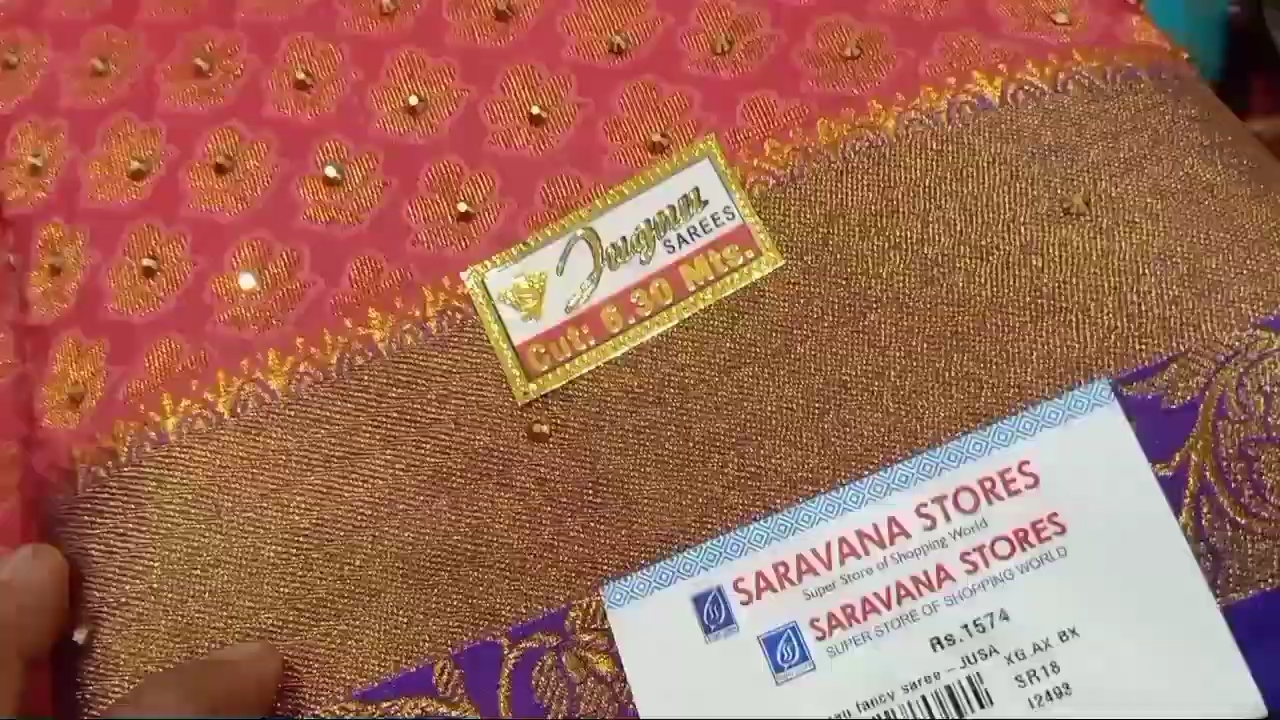 SAREES
Cut: 6.30 Mts.
SARAVANA STORES
Super Store of Shopping World
SARAVANA STORES
SUPER STORE OF SHOPPING WORLD
Rs.1574
fancy saree - JUSA XG AX BX
SR18
12493